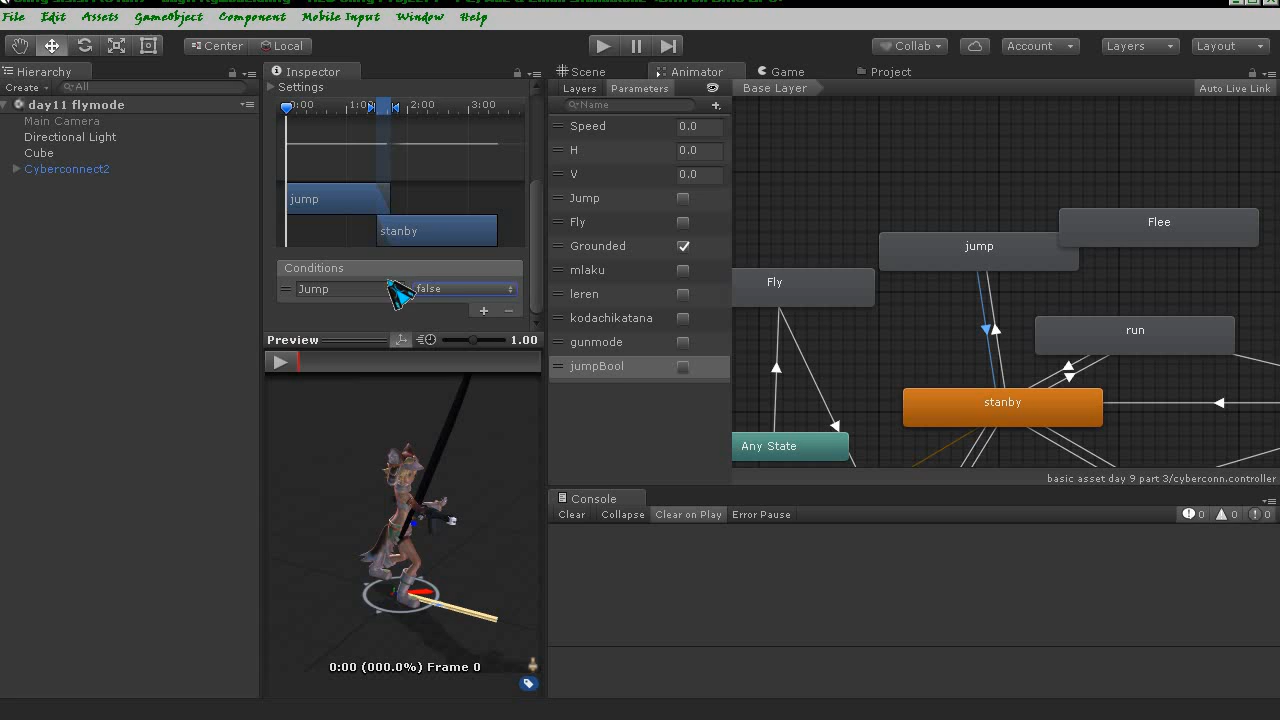 File Edit Assets GameObject Component Mobile Input Window Help
Center Local Collab Account Layers Layout
Hierarchy
Create All
day11 flymode
Main Camera
Directional Light
Cube
Cyberconnect2
Inspector
Settings
0:00 1:00 2:00 3:00
jump
stanby
Conditions
Jump false
Preview 1.00
0:00 (000.0%) Frame 0
Scene Animator Game Project
Layers Parameters Base Layer Auto Live Link
Name
Speed 0.0
H 0.0
V 0.0
Jump
Fly
Grounded
mlaku
leren
kodachikatana
gunmode
jumpBool
Flee
jump
Fly
run
stanby
Any State
basic asset day 9 part 3/cyberconn.controller
Console
Clear Collapse Clear on Play Error Pause 0 0 0